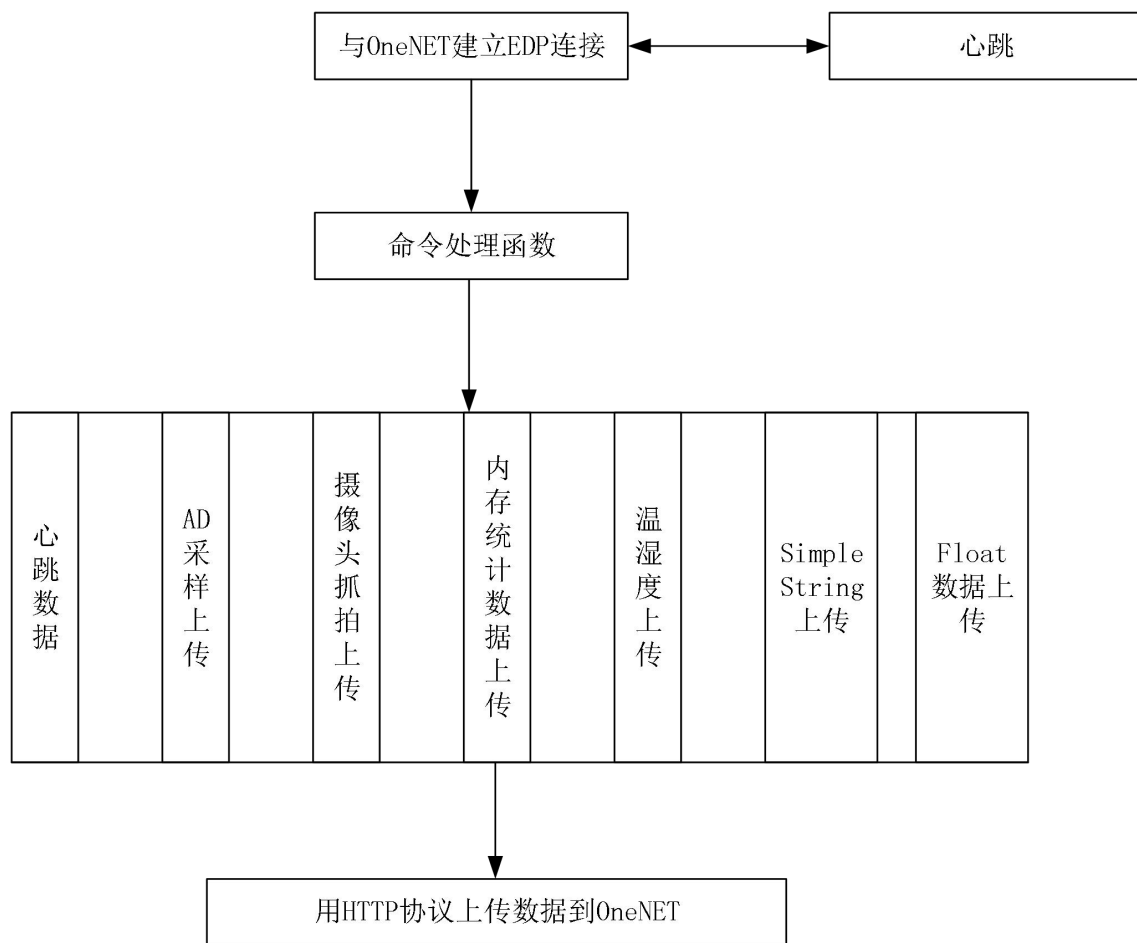 与OneNET建立EDP连接
心跳
命令处理函数
心跳数据
AD
采样上传
摄像头抓拍上传
内存统计数据上传
温湿度上传
Simple
String
上传
Float
数据上
传
用HTTP协议上传数据到OneNET